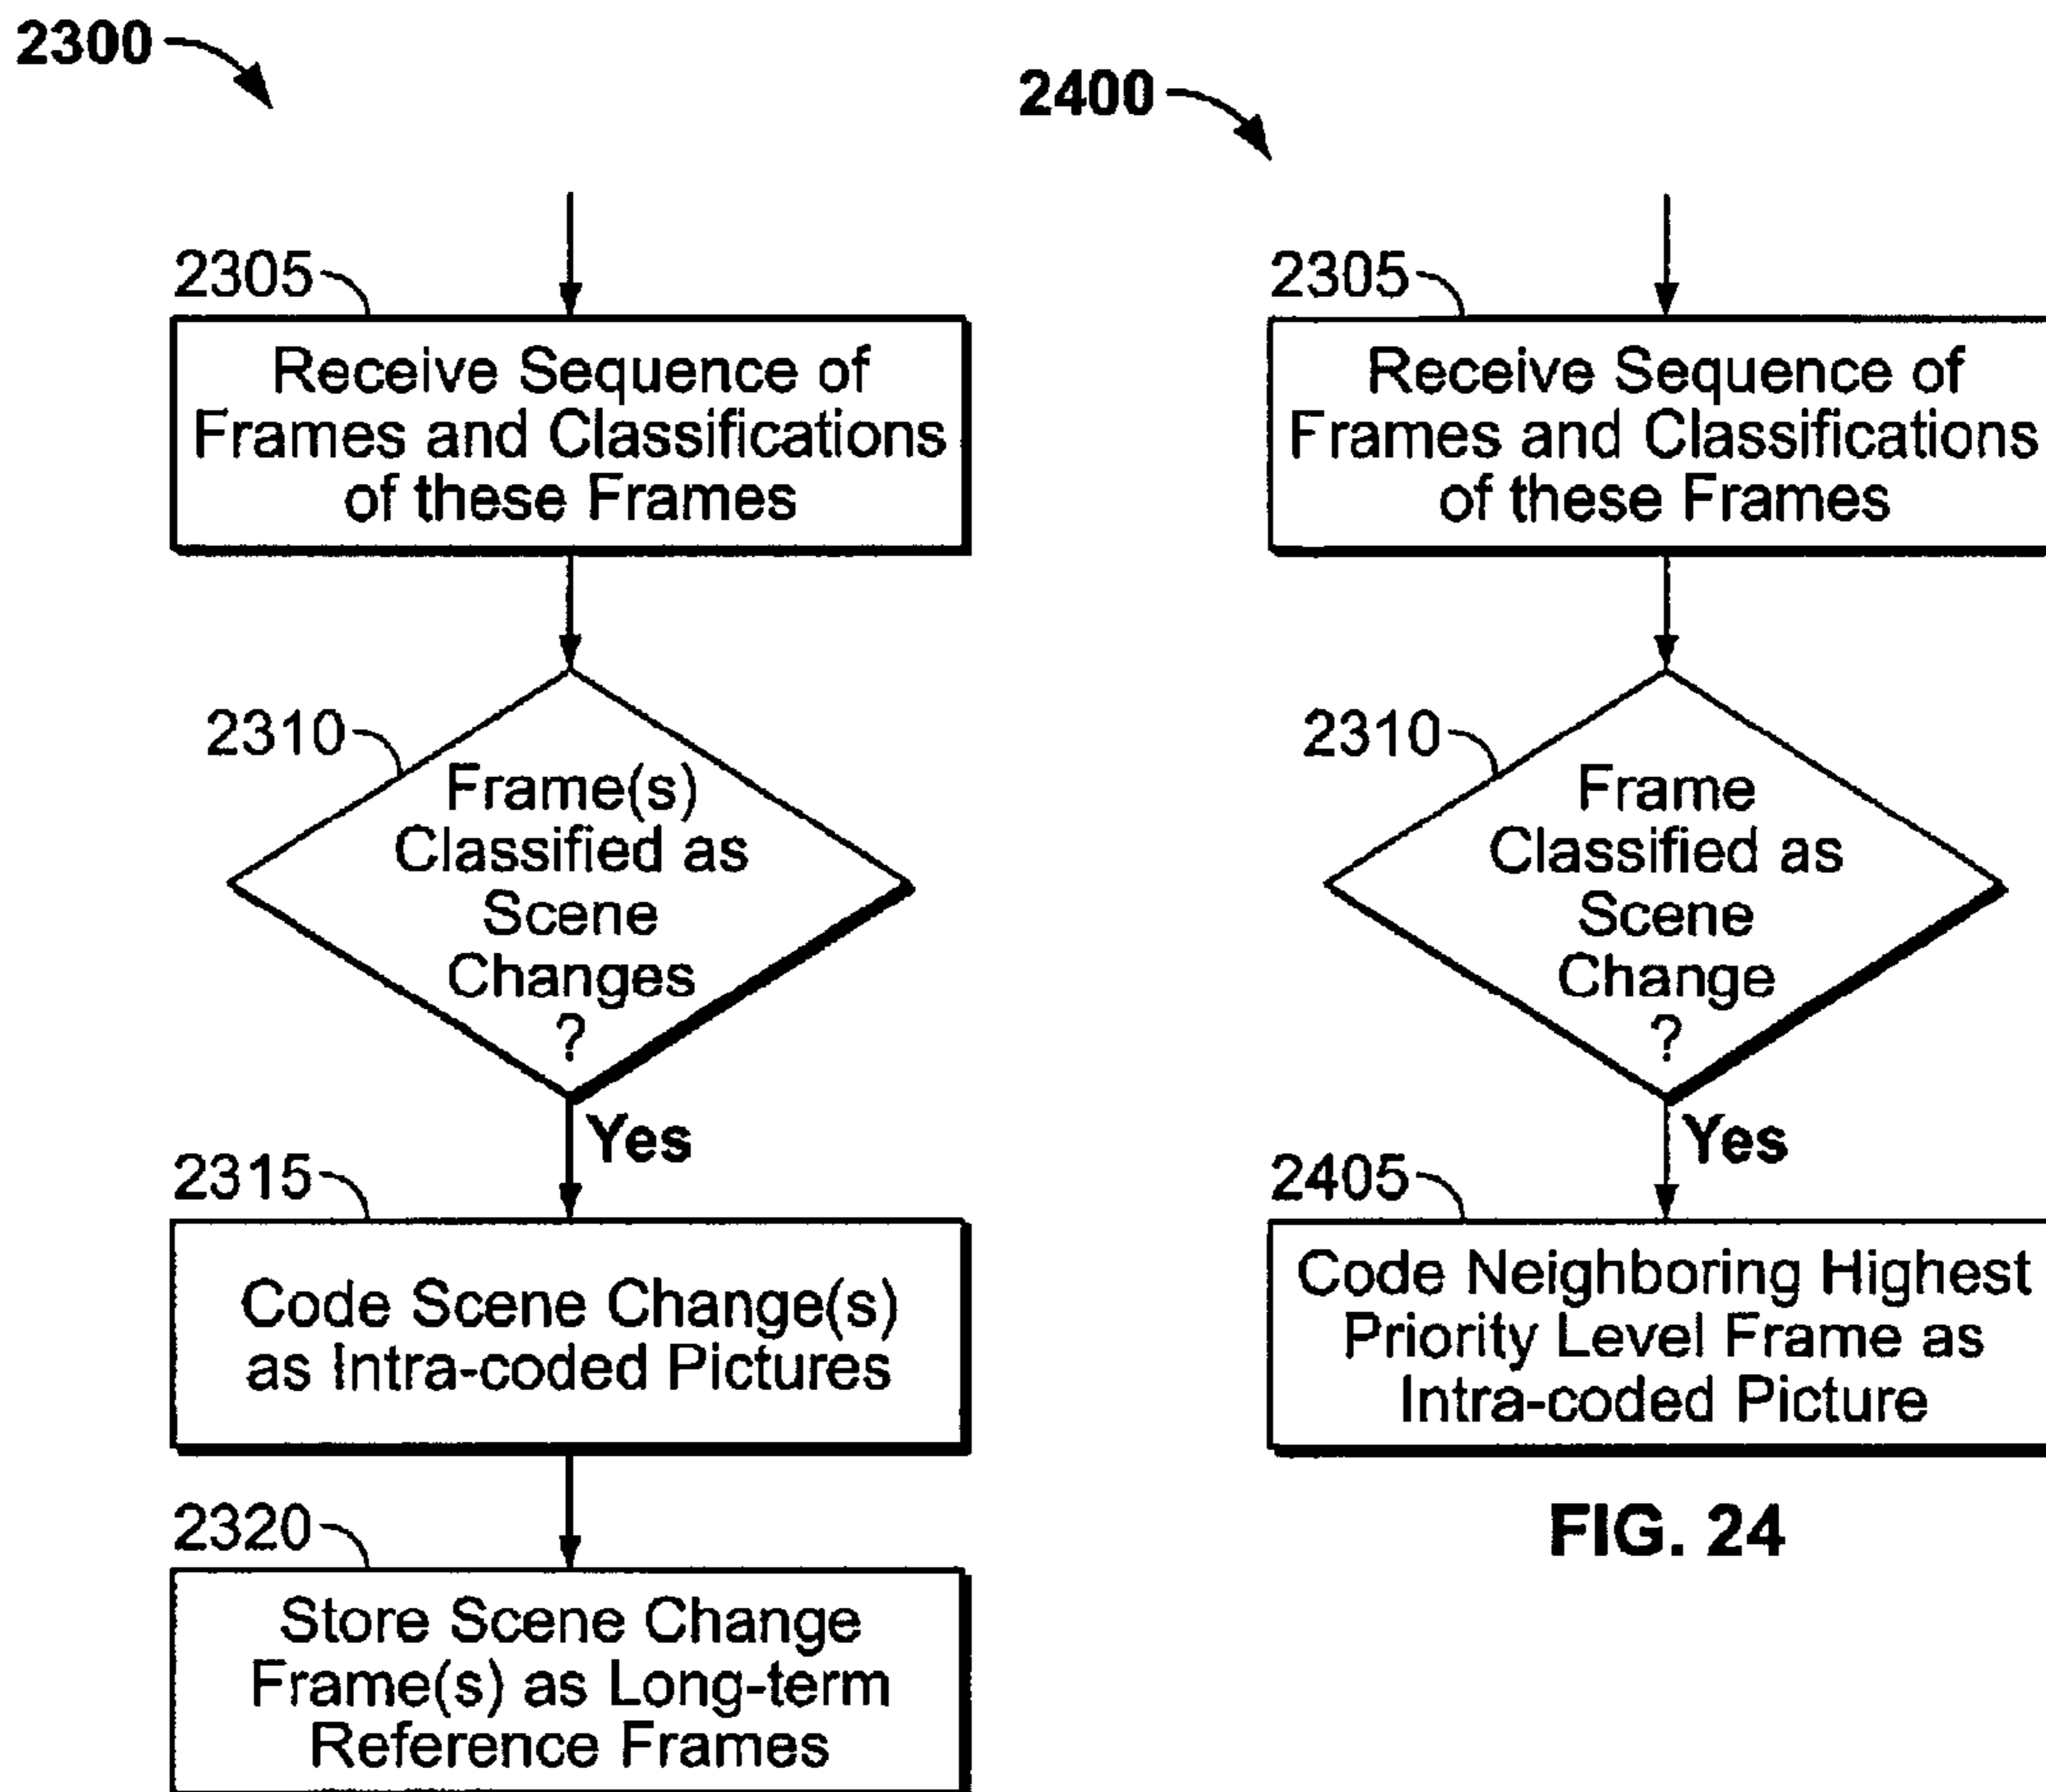 2300
2305
Receive Sequence of
Frames and Classifications
of these Frames
2310
Frame(s)
Classified as
Scene
Changes
?
Yes
2315
Code Scene Change(s)
as Intra-coded Pictures
2320
Store Scene Change
Frame(s) as Long-term
Reference Frames
2400
2305
Receive Sequence of
Frames and Classifications
of these Frames
2310
Frame
Classified as
Scene
Change
?
Yes
2405
Code Neighboring Highest
Priority Level Frame as
Intra-coded Picture
FIG. 24